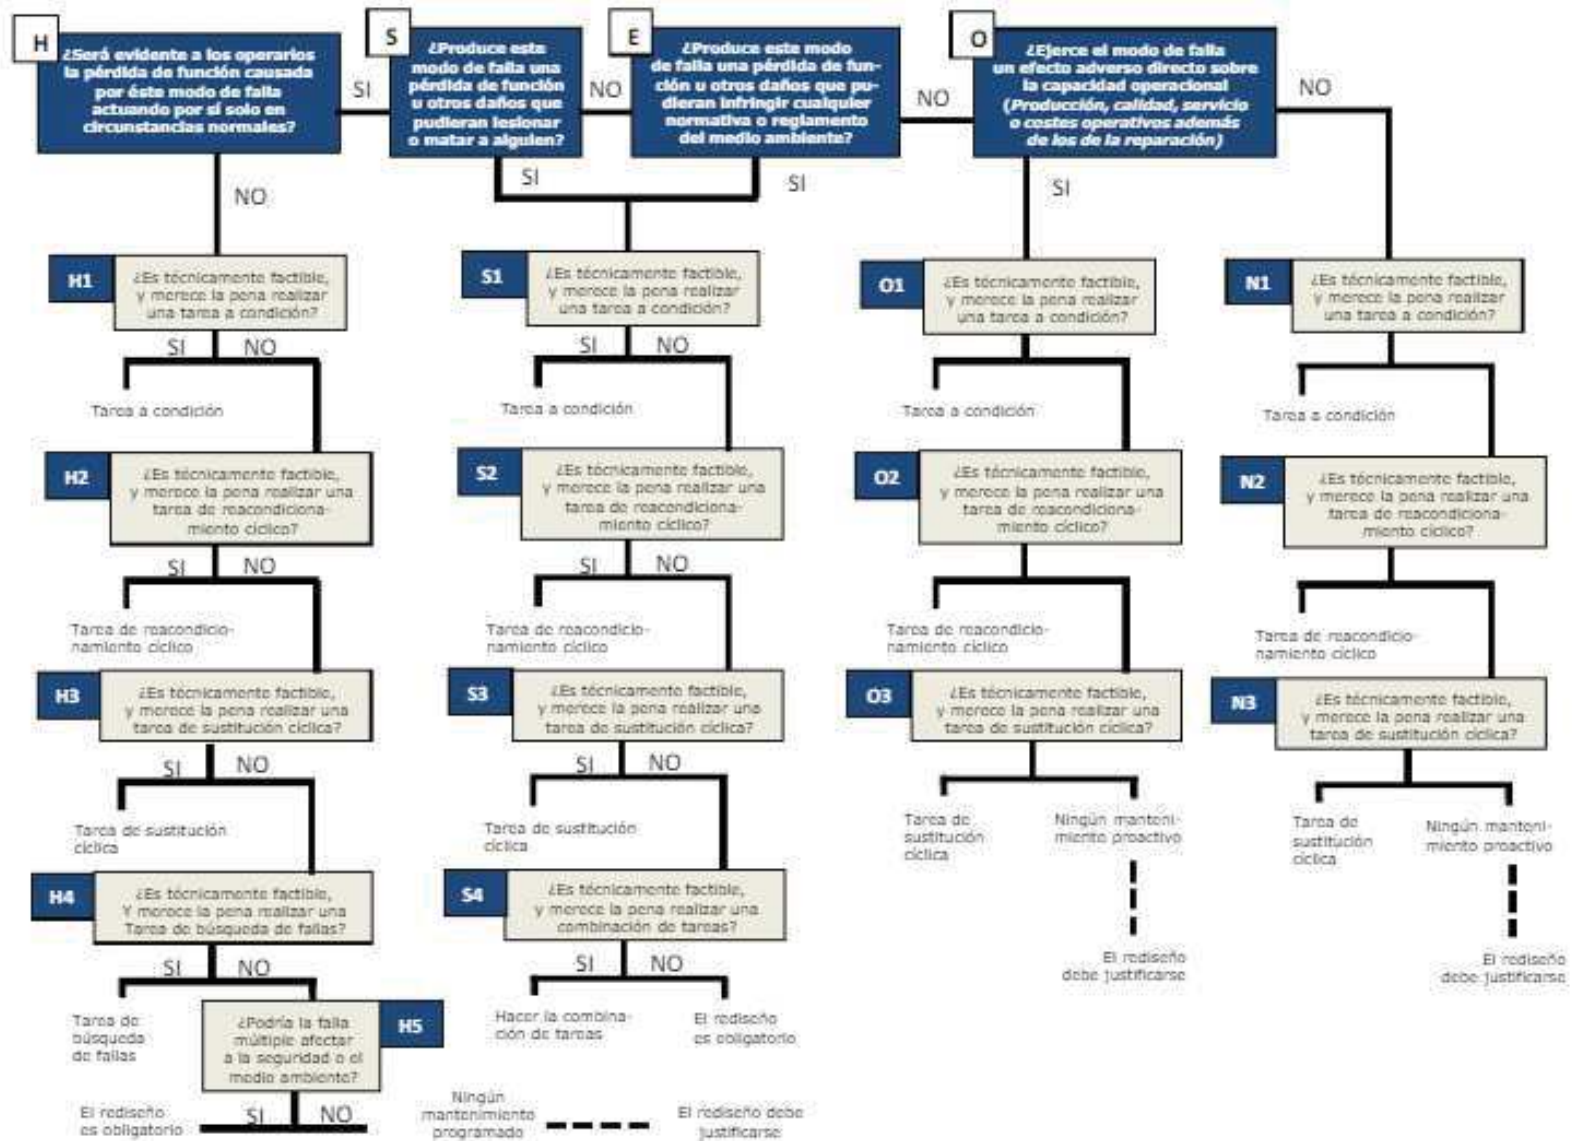 H
¿Será evidente a los operarios
la pérdida de función causada
por éste modo de falla
actuando por sí solo en
circunstancias normales?
SI
S
¿Produce este
modo de falla una
pérdida de función
u otros daños que
pudieran lesionar
o matar a alguien?
NO
E
¿Produce este modo
de falla una pérdida de fun-
ción u otros daños que pu-
dieran infringir cualquier
normativa o reglamento
del medio ambiente?
NO
O
¿Ejerce el modo de falla
un efecto adverso directo sobre
la capacidad operacional
(Producción, calidad, servicio
o costes operativos además
de los de la reparación)
NO
NO
SI
SI
SI
H1
¿Es técnicamente factible,
y merece la pena realizar
una tarea a condición?
SI NO
Tarea a condición
H2
¿Es técnicamente factible,
y merece la pena realizar una
tarea de reacondiciona-
miento cíclico?
SI NO
Tarea de reacondicio-
namiento cíclico
H3
¿Es técnicamente factible,
y merece la pena realizar una
tarea de sustitución cíclica?
SI NO
Tarea de sustitución
cíclica
H4
¿Es técnicamente factible,
Y merece la pena realizar una
Tarea de búsqueda de fallas?
SI NO
Tarea de
búsqueda
de fallas
¿Podría la falla
múltiple afectar
a la seguridad o el
medio ambiente?
H5
El rediseño
es obligatorio
SI NO
Ningún
mantenimiento
programado
El rediseño debe
justificarse
S1
¿Es técnicamente factible,
y merece la pena realizar
una tarea a condición?
SI NO
Tarea a condición
S2
¿Es técnicamente factible,
y merece la pena realizar una
tarea de reacondiciona-
miento cíclico?
SI NO
Tarea de reacondicio-
namiento cíclico
S3
¿Es técnicamente factible,
y merece la pena realizar una
tarea de sustitución cíclica?
SI NO
Tarea de sustitución
cíclica
S4
¿Es técnicamente factible,
y merece la pena realizar una
combinación de tareas?
SI NO
Hacer la combina-
ción de tareas
El rediseño
es obligatorio
O1
¿Es técnicamente factible,
y merece la pena realizar
una tarea a condición?
Tarea a condición
O2
¿Es técnicamente factible,
y merece la pena realizar una
tarea de reacondiciona-
miento cíclico?
Tarea de reacondicio-
namiento cíclico
O3
¿Es técnicamente factible,
y merece la pena realizar una
tarea de sustitución cíclica?
Tarea de
sustitución
cíclica
Ningún manteni-
miento proactivo
El rediseño
debe justificarse
N1
¿Es técnicamente factible,
y merece la pena realizar
una tarea a condición?
Tarea a condición
N2
¿Es técnicamente factible,
y merece la pena realizar una
tarea de reacondiciona-
miento cíclico?
Tarea de reacondicio-
namiento cíclico
N3
¿Es técnicamente factible,
y merece la pena realizar una
tarea de sustitución cíclica?
Tarea de
sustitución
cíclica
Ningún manteni-
miento proactivo
El rediseño
debe justificarse